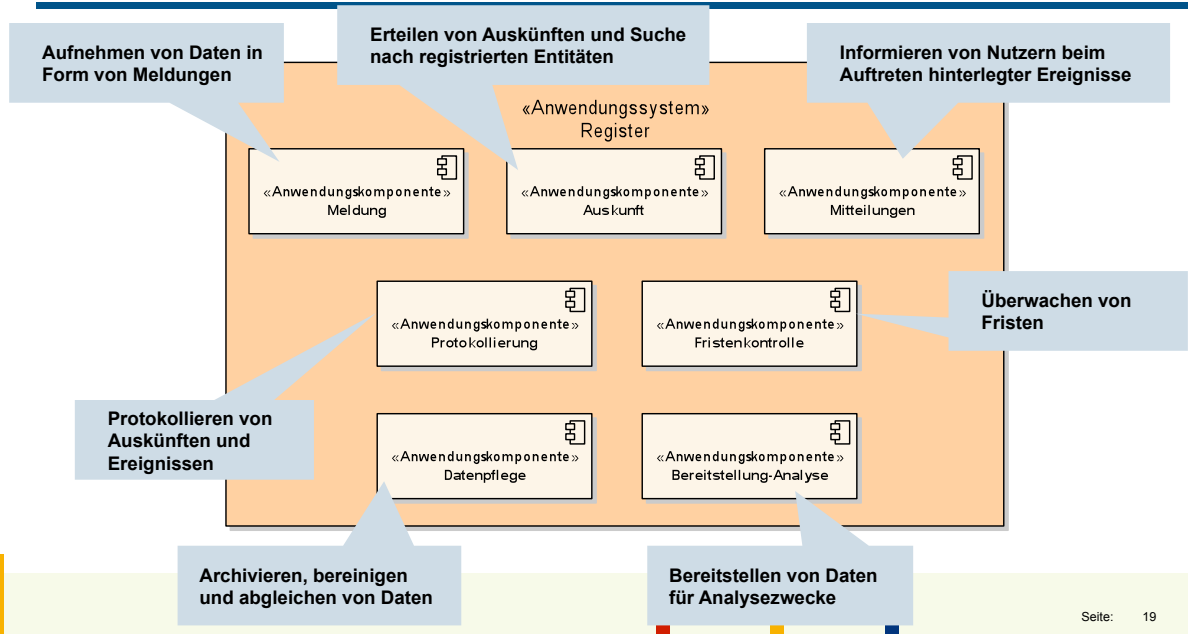 Aufnehmen von Daten in
Form von Meldungen
Erteilen von Auskünften und Suche
nach registrierten Entitäten
Informieren von Nutzern beim
Auftreten hinterlegter Ereignisse
«Anwendungssystem»
Register
«Anwendungskomponente»
Meldung
«Anwendungskomponente»
Auskunft
«Anwendungskomponente»
Mitteilungen
«Anwendungskomponente»
Protokollierung
«Anwendungskomponente»
Fristenkontrolle
Überwachen von
Fristen
Protokollieren von
Auskünften und
Ereignissen
«Anwendungskomponente»
Datenpflege
«Anwendungskomponente»
Bereitstellung-Analyse
Archivieren, bereinigen
und abgleichen von Daten
Bereitstellen von Daten
für Analysezwecke
Seite: 19